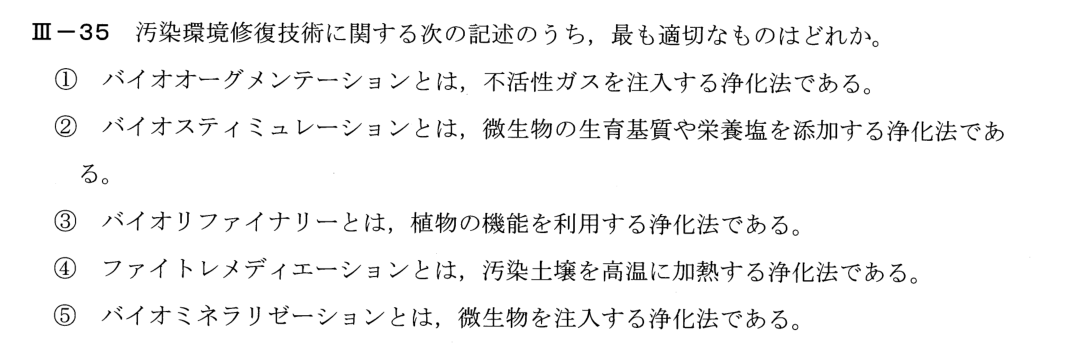 Ⅲ－35　汚染環境修復技術に関する次の記述のうち，最も適切なものはどれか。
①　バイオオーグメンテーションとは，不活性ガスを注入する浄化法である。
②　バイオスティミュレーションとは，微生物の生育基質や栄養塩を添加する浄化法であ
る。
③　バイオリファイナリーとは，植物の機能を利用する浄化法である。
④　ファイトレメディエーションとは，汚染土壌を高温に加熱する浄化法である。
⑤　バイオミネラリゼーションとは，微生物を注入する浄化法である。